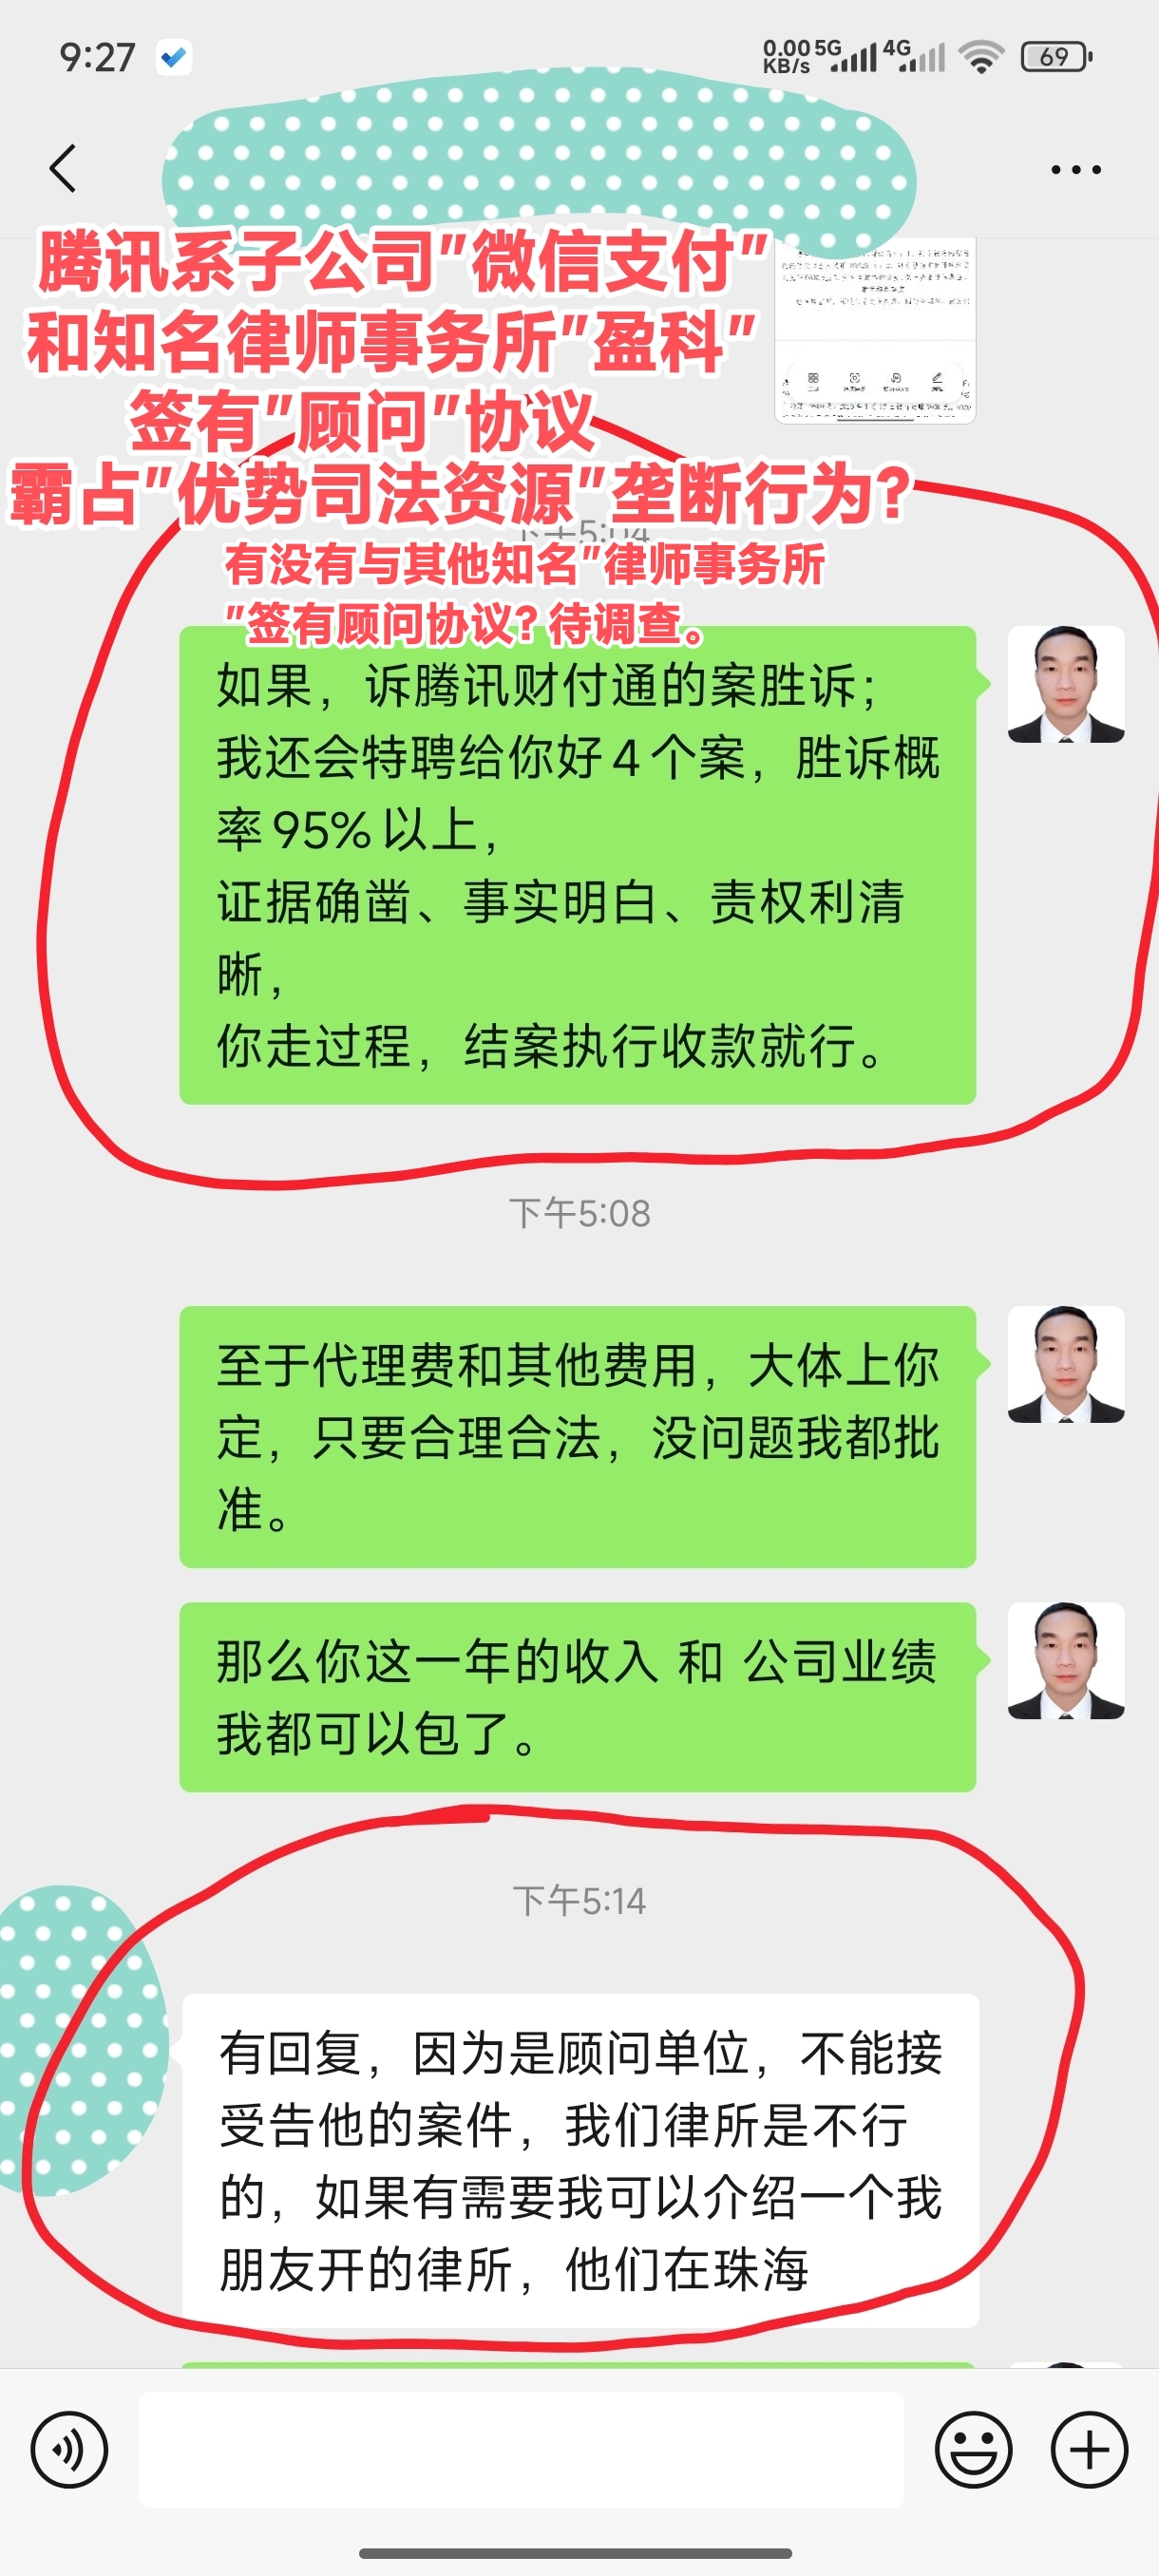 9:27
0.00 5G 4G
KB/s
69
腾讯系子公司"微信支付"
和知名律师事务所"盈科"
签有"顾问"协议
霸占"优势司法资源"垄断行为?
下午5:04
有没有与其他知名"律师事务所
"签有顾问协议?待调查。
如果，诉腾讯财付通的案胜诉；
我还会特聘给你好4个案，胜诉概
率95%以上，
证据确凿、事实明白、责权利清
晰，
你走过程，结案执行收款就行。
下午5:08
至于代理费和其他费用，大体上你
定，只要合理合法，没问题我都批
准。
那么你这一年的收入 和 公司业绩
我都可以包了。
下午5:14
有回复，因为是顾问单位，不能接
受告他的案件，我们律所是不行
的，如果有需要我可以介绍一个我
朋友开的律所，他们在珠海